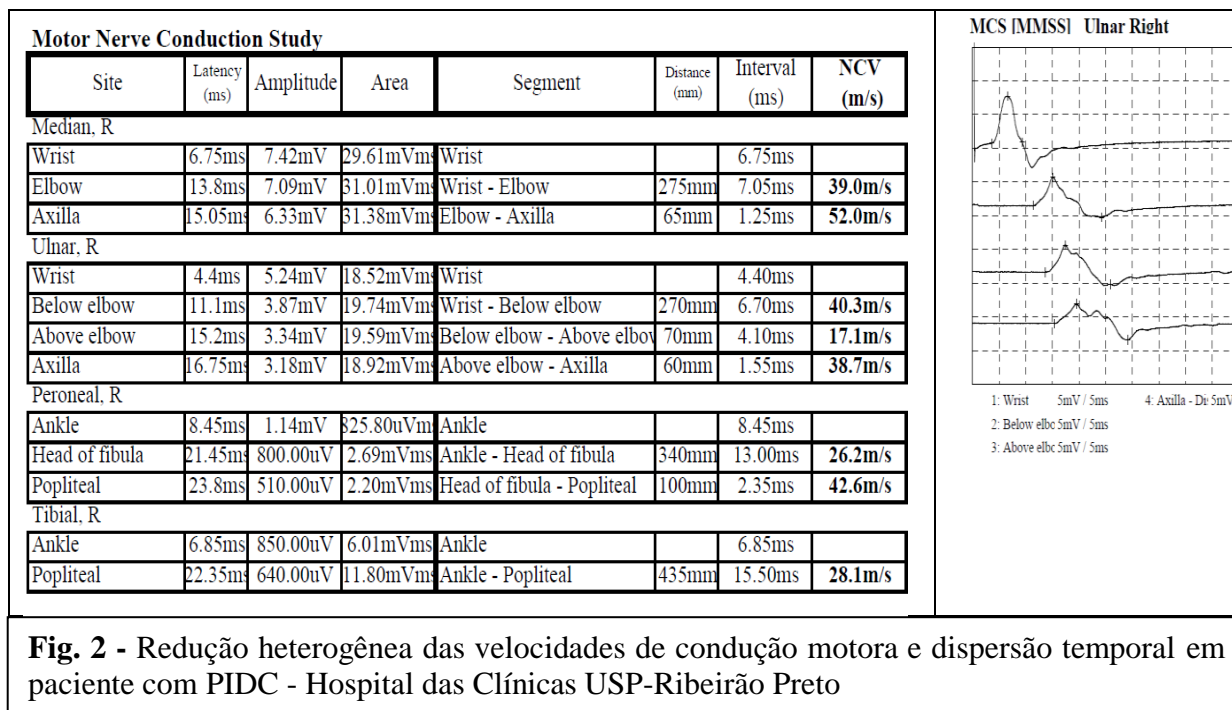 Motor Nerve Conduction Study
Site Latency (ms) Amplitude Area Segment Distance (mm) Interval (ms) NCV (m/s)
Median, R
Wrist 6.75ms 7.42mV 29.61mVms Wrist 6.75ms
Elbow 13.8ms 7.09mV 31.01mVms Wrist - Elbow 275mm 7.05ms 39.0m/s
Axilla 15.05ms 6.33mV 31.38mVms Elbow - Axilla 65mm 1.25ms 52.0m/s
Ulnar, R
Wrist 4.4ms 5.24mV 18.52mVms Wrist 4.40ms
Below elbow 11.1ms 3.87mV 19.74mVms Wrist - Below elbow 270mm 6.70ms 40.3m/s
Above elbow 15.2ms 3.34mV 19.59mVms Below elbow - Above elbow 70mm 4.10ms 17.1m/s
Axilla 16.75ms 3.18mV 18.92mVms Above elbow - Axilla 60mm 1.55ms 38.7m/s
Peroneal, R
Ankle 8.45ms 1.14mV 825.80uVms Ankle 8.45ms
Head of fibula 21.45ms 800.00uV 2.69mVms Ankle - Head of fibula 340mm 13.00ms 26.2m/s
Popliteal 23.8ms 510.00uV 2.20mVms Head of fibula - Popliteal 100mm 2.35ms 42.6m/s
Tibial, R
Ankle 6.85ms 850.00uV 6.01mVms Ankle 6.85ms
Popliteal 22.35ms 640.00uV 11.80mVms Ankle - Popliteal 435mm 15.50ms 28.1m/s
MCS [MMSS] Ulnar Right
1: Wrist 5mV / 5ms 4: Axilla - Di 5mV
2: Below elbc 5mV / 5ms
3: Above elbc 5mV / 5ms
Fig. 2 - Redução heterogênea das velocidades de condução motora e dispersão temporal em
paciente com PIDC - Hospital das Clínicas USP-Ribeirão Preto